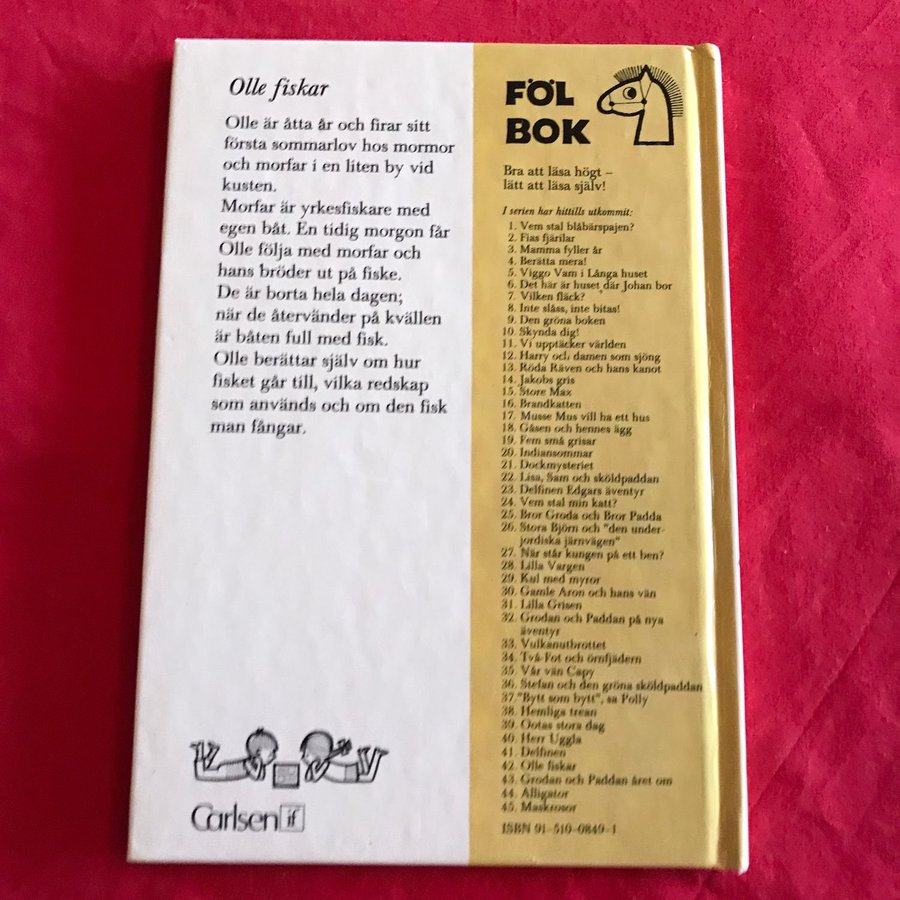 Olle fiskar
Olle är åtta år och firar sitt
första sommarlov hos mormor
och morfar i en liten by vid
kusten.
Morfar är yrkesfiskare med
egen båt. En tidig morgon får
Olle följa med morfar och
hans bröder ut på fiske.
De är borta hela dagen;
när de återvänder på kvällen
är båten full med fisk.
Olle berättar själv om hur
fisket går till, vilka redskap
som används och om den fisk
man fångar.
Carlsen if
FÖL
BOK
Bra att läsa högt –
lätt att läsa själv!
I serien har hittills utkommit:
1. Vem stal blåbärspajen?
2. Fias fjärilar
3. Mamma fyller år
4. Berätta mera!
5. Viggo Vam i Långa huset
6. Det här är huset där Johan bor
7. Vilken fläck?
8. Inte slåss, inte bitas!
9. Den gröna boken
10. Skynda dig!
11. Vi upptäcker världen
12. Harry och damen som sjöng
13. Röda Räven och hans kanot
14. Jakobs gris
15. Store Max
16. Brandkatten
17. Musse Mus vill ha ett hus
18. Gåsen och hennes ägg
19. Fem små grisar
20. Indiansommar
21. Dockmysteriet
22. Lisa, Sam och sköldpaddan
23. Delfinen Edgars äventyr
24. Vem stal min katt?
25. Bror Groda och Bror Padda
26. Stora Björn och "den under-
jordiska järnvägen"
27. När står kungen på ett ben?
28. Lilla Vargen
29. Kul med myror
30. Gamle Aron och hans vän
31. Lilla Grisen
32. Grodan och Paddan på nya
äventyr
33. Vulkanutbrottet
34. Två-Fot och örnfjädern
35. Vår vän Capy
36. Stefan och den gröna sköldpaddan
37. "Bytt som bytt", sa Polly
38. Hemliga trean
39. Ootas stora dag
40. Herr Uggla
41. Delfinen
42. Olle fiskar
43. Grodan och Paddan året om
44. Alligator
45. Maskrosor
ISBN 91-510-0849-1